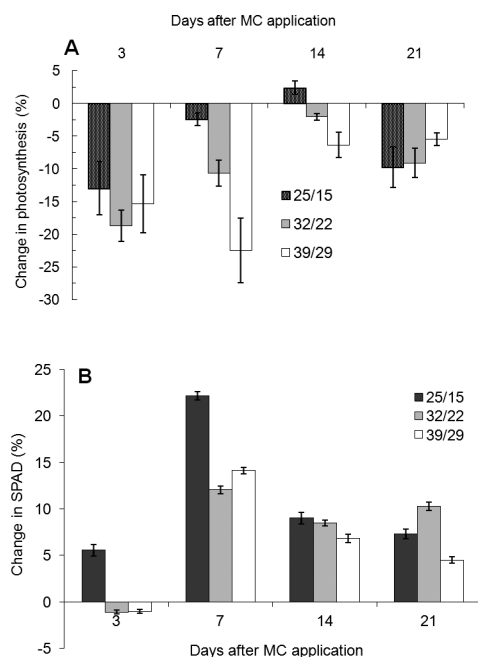 Days after MC application
A
3 7 14 21
Change in photosynthesis (%)
5
0
-5
-10
-15
-20
-25
-30
25/15
32/22
39/29
B
Change in SPAD (%)
25
20
15
10
5
0
-5
25/15
32/22
39/29
3 7 14 21
Days after MC application